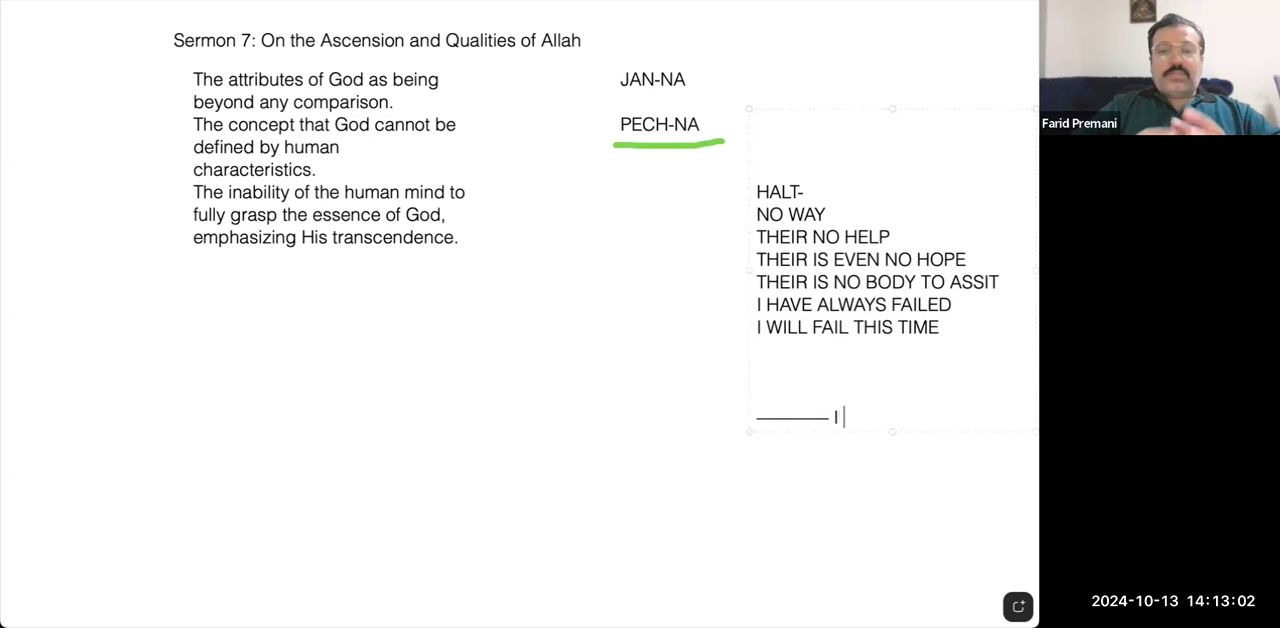 Sermon 7: On the Ascension and Qualities of Allah
The attributes of God as being
beyond any comparison.
The concept that God cannot be
defined by human
characteristics.
The inability of the human mind to
fully grasp the essence of God,
emphasizing His transcendence.
JAN-NA
PECH-NA
HALT-
NO WAY
THEIR NO HELP
THEIR IS EVEN NO HOPE
THEIR IS NO BODY TO ASSIT
I HAVE ALWAYS FAILED
I WILL FAIL THIS TIME
———— I
Farid Premani
2024-10-13 14:13:02